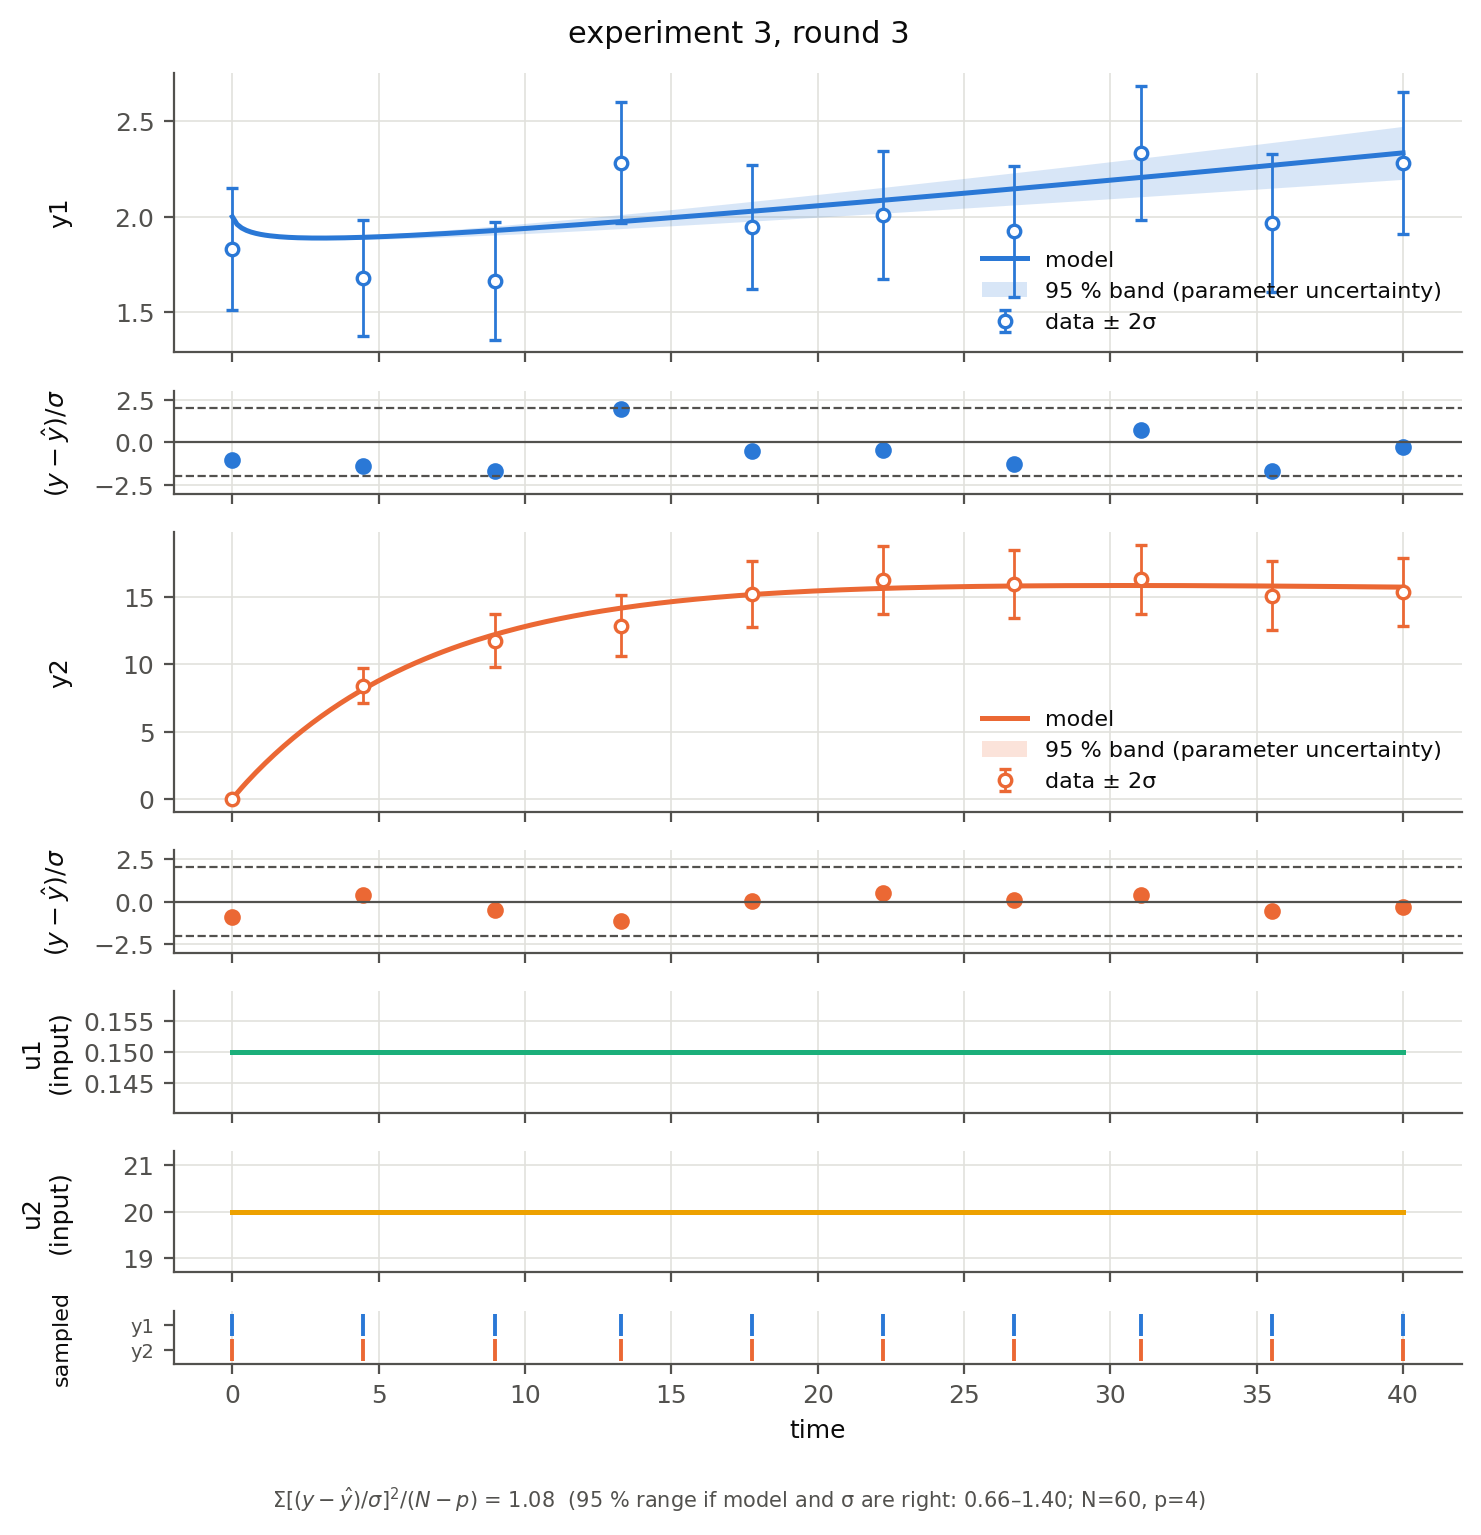 experiment 3, round 3
y1
2.5
2.0
1.5
model
95 % band (parameter uncertainty)
data ± 2σ
(y − ŷ)/σ
2.5
0.0
−2.5
y2
15
10
5
0
model
95 % band (parameter uncertainty)
data ± 2σ
(y − ŷ)/σ
2.5
0.0
−2.5
u1
(input)
0.155
0.150
0.145
u2
(input)
21
20
19
sampled
y1
y2
0 5 10 15 20 25 30 35 40
time
Σ[(y − ŷ)/σ]²/(N − p) = 1.08 (95 % range if model and σ are right: 0.66–1.40; N=60, p=4)